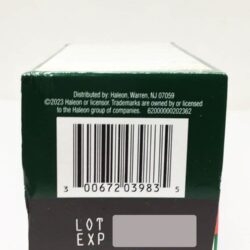 Distributed by: Haleon, Warren, NJ 07059
©2023 Haleon or licensor. Trademarks are owned by or licensed
to the Haleon group of companies. 62000000202362
3 00672 03983 5
LOT
EXP